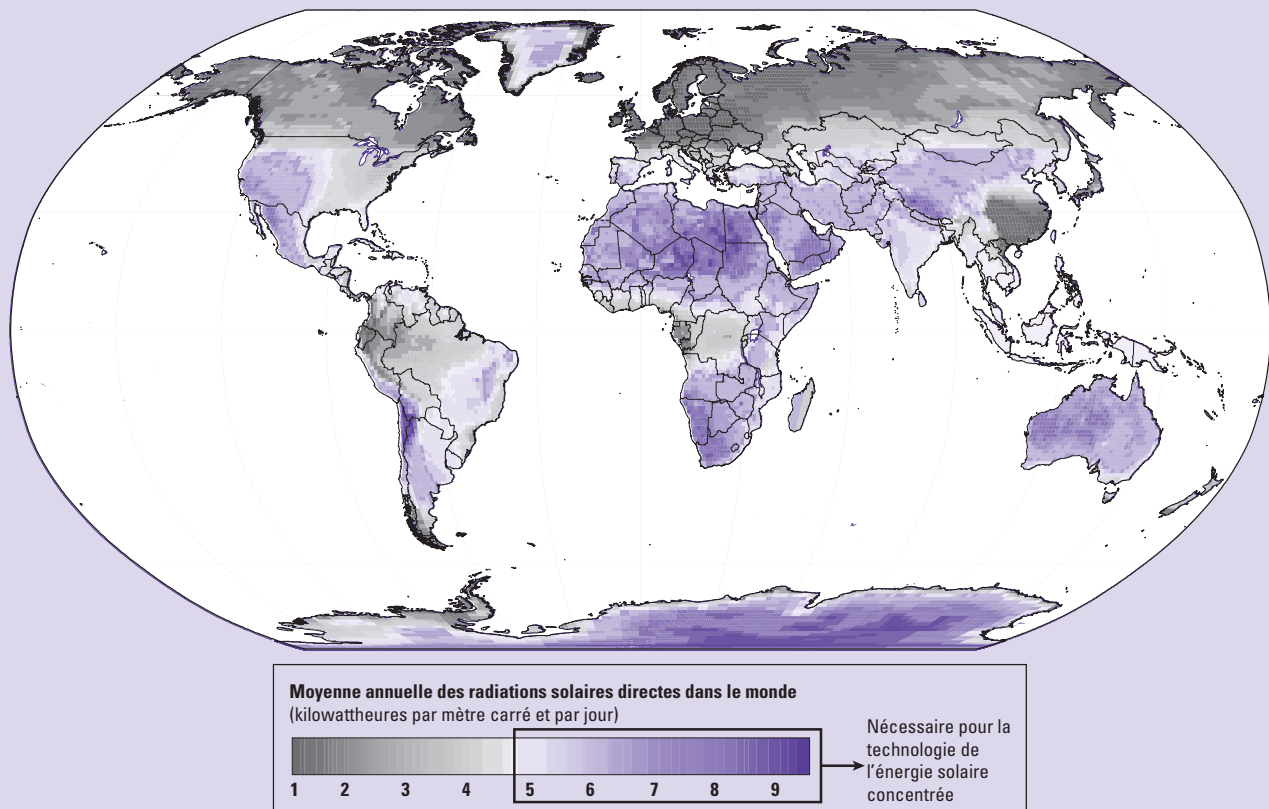 Moyenne annuelle des radiations solaires directes dans le monde
(kilowattheures par mètre carré et par jour)
1 2 3 4 5 6 7 8 9
Nécessaire pour la
technologie de
l'énergie solaire
concentrée